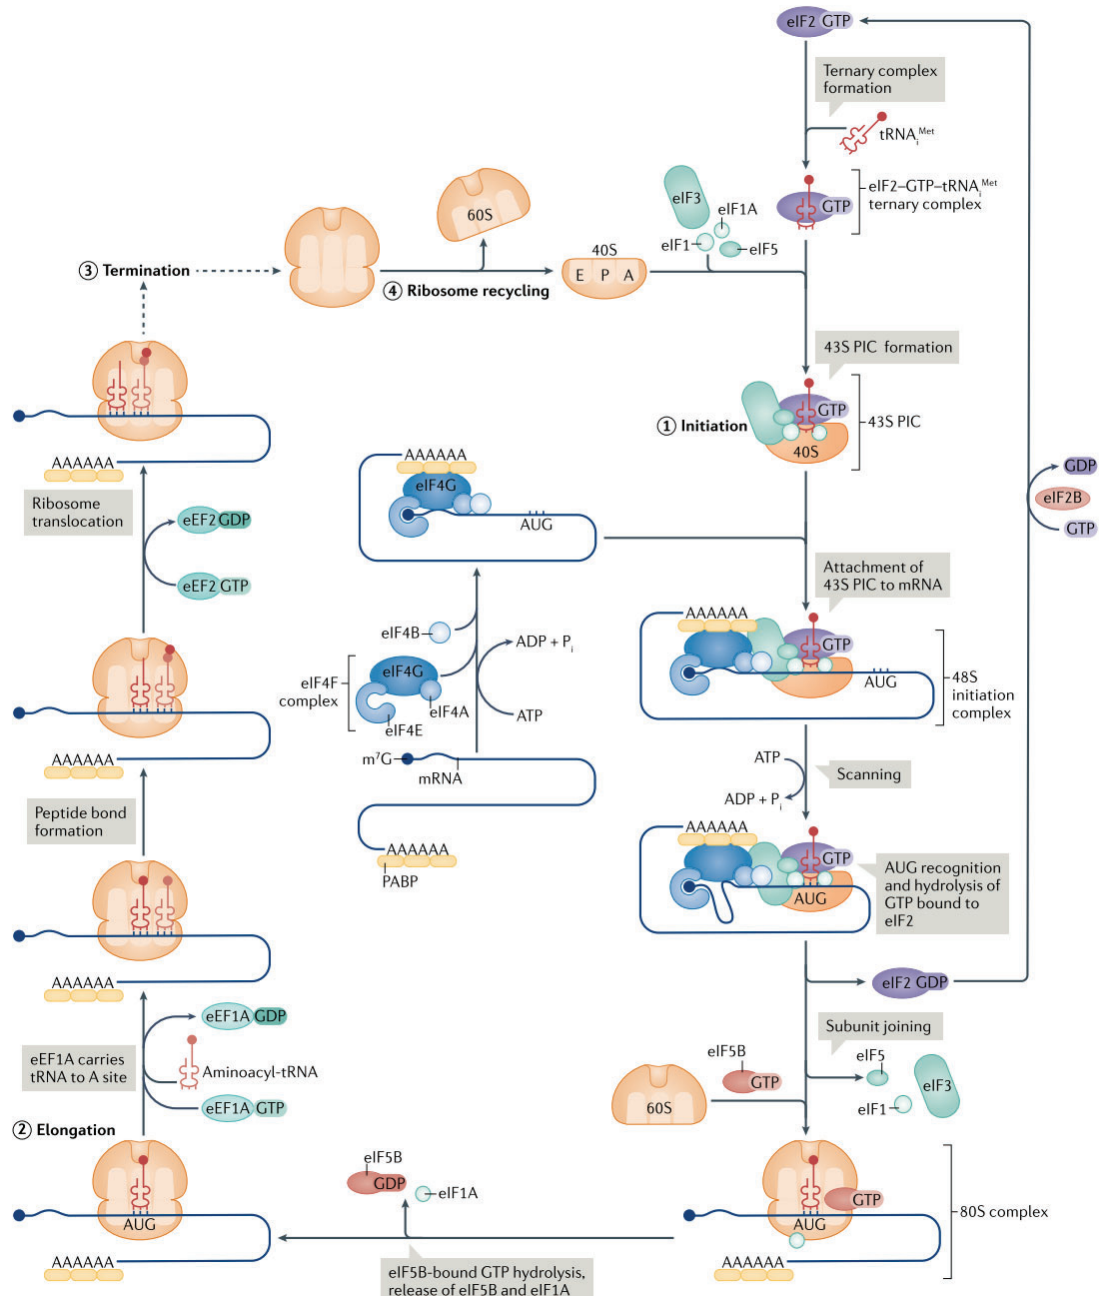 eIF2 GTP
Ternary complex
formation
tRNAᵢᴹᵉᵗ
eIF2–GTP–tRNAᵢᴹᵉᵗ
ternary complex
GTP
60S
eIF3
eIF1A
eIF1
eIF5
40S
E P A
③ Termination
④ Ribosome recycling
43S PIC formation
① Initiation
GTP
40S
43S PIC
AAAAAA
Ribosome
translocation
eEF2 GDP
eEF2 GTP
AAAAAA
eIF4G
AUG
GDP
eIF2B
GTP
Attachment of
43S PIC to mRNA
eIF4B
ADP + Pᵢ
eIF4F
complex
eIF4G
eIF4A
eIF4E
ATP
m⁷G
mRNA
AAAAAA
PABP
AAAAAA
GTP
AUG
48S
initiation
complex
ATP
ADP + Pᵢ
Scanning
AAAAAA
GTP
AUG
AUG recognition
and hydrolysis of
GTP bound to
eIF2
AAAAAA
Peptide bond
formation
AAAAAA
eIF2 GDP
Subunit joining
eIF5B
GTP
60S
eIF5
eIF1
eIF3
eEF1A carries
tRNA to A site
eEF1A GDP
Aminoacyl-tRNA
eEF1A GTP
② Elongation
AUG
AAAAAA
eIF5B
GDP
eIF1A
GTP
AUG
AAAAAA
80S complex
eIF5B-bound GTP hydrolysis,
release of eIF5B and eIF1A